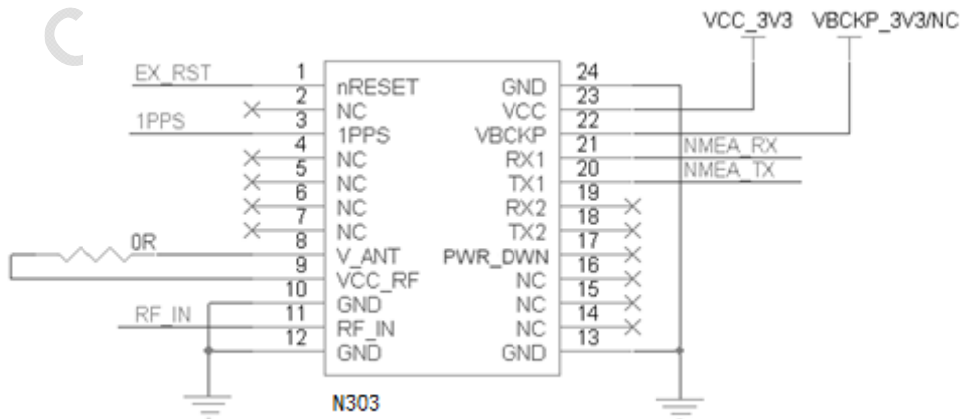 C
VCC_3V3 VBCKP_3V3/NC
EX_RST 1 nRESET GND 24
2 NC VCC 23
1PPS 3 1PPS VBCKP 22
4 NC RX1 21 NMEA_RX
5 NC TX1 20 NMEA_TX
6 NC RX2 19
7 NC TX2 18
0R 8 V_ANT PWR_DWN 17
9 VCC_RF NC 16
10 GND NC 15
RF_IN 11 RF_IN NC 14
12 GND GND 13
N303